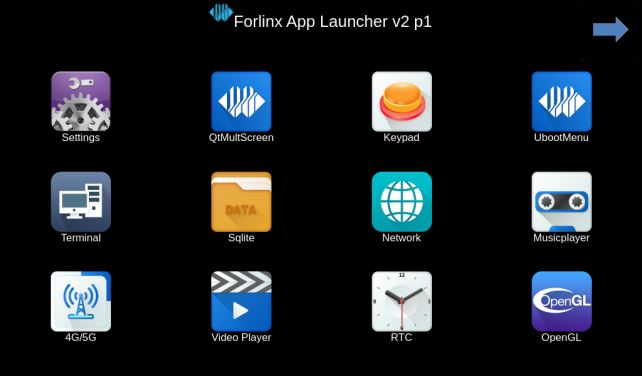 Forlinx App Launcher v2 p1
Settings
QtMultScreen
Keypad
UbootMenu
DATA
Terminal
Sqlite
Network
Musicplayer
12
9
3
6
OpenGL
4G/5G
Video Player
RTC
OpenGL